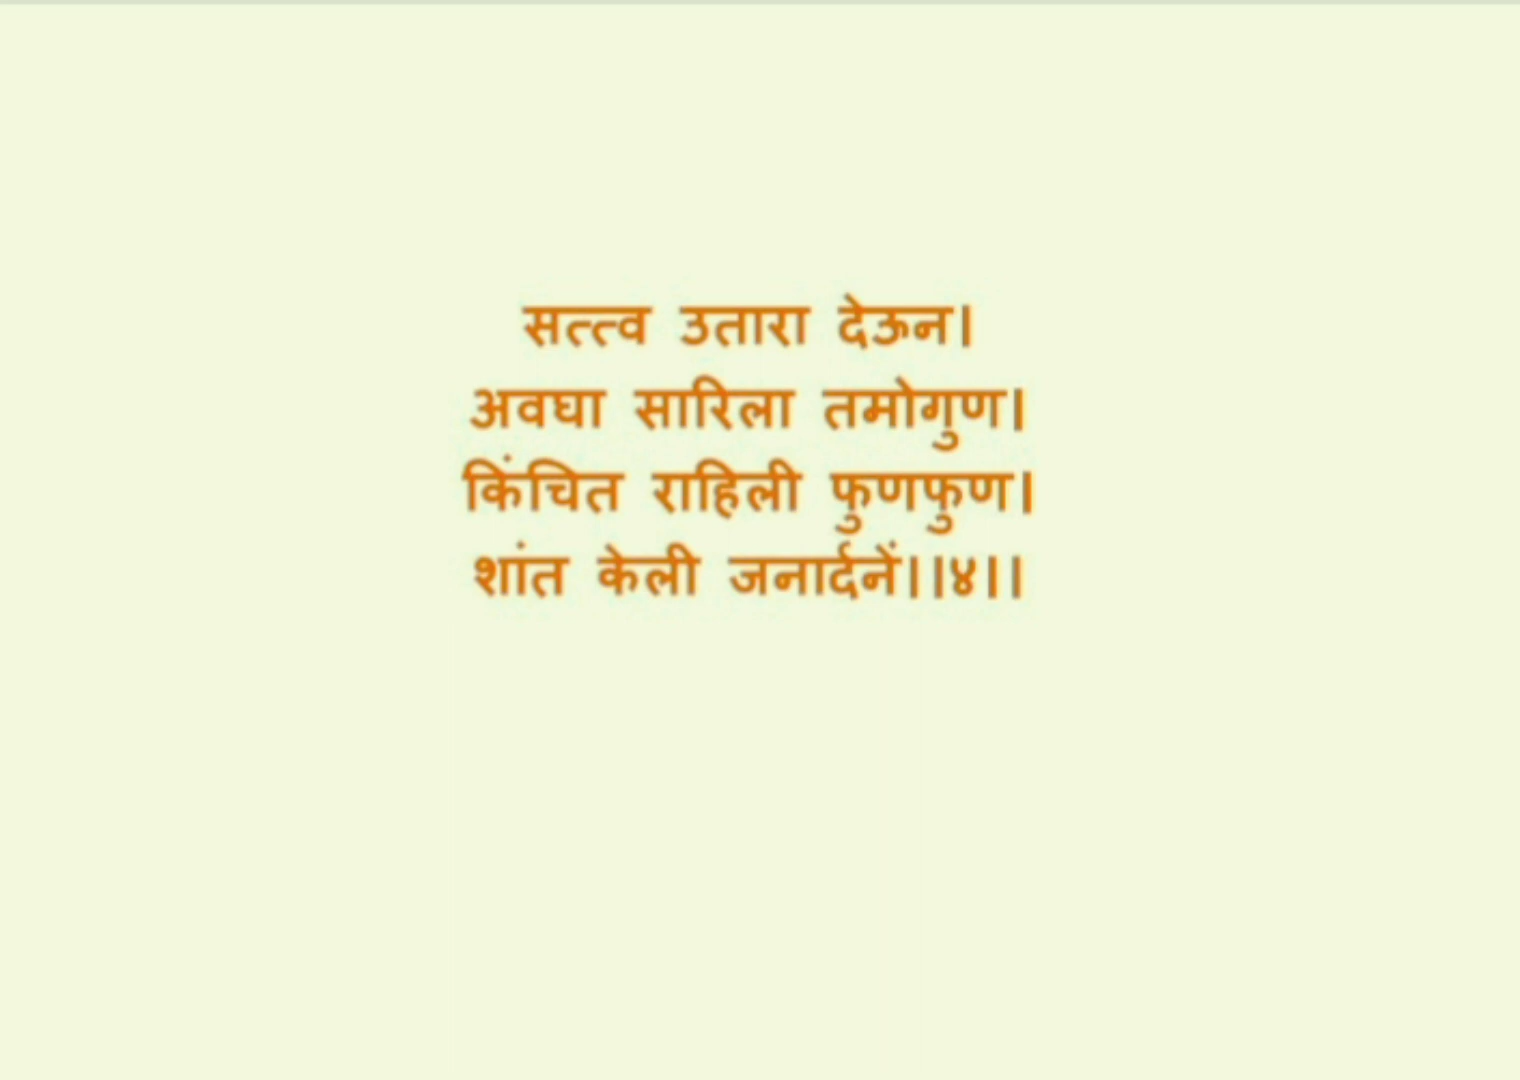 सत्त्व उतारा देऊन।
अवघा सारिला तमोगुण।
किंचित राहिली फुणफुण।
शांत केली जनार्दनें।।४।।